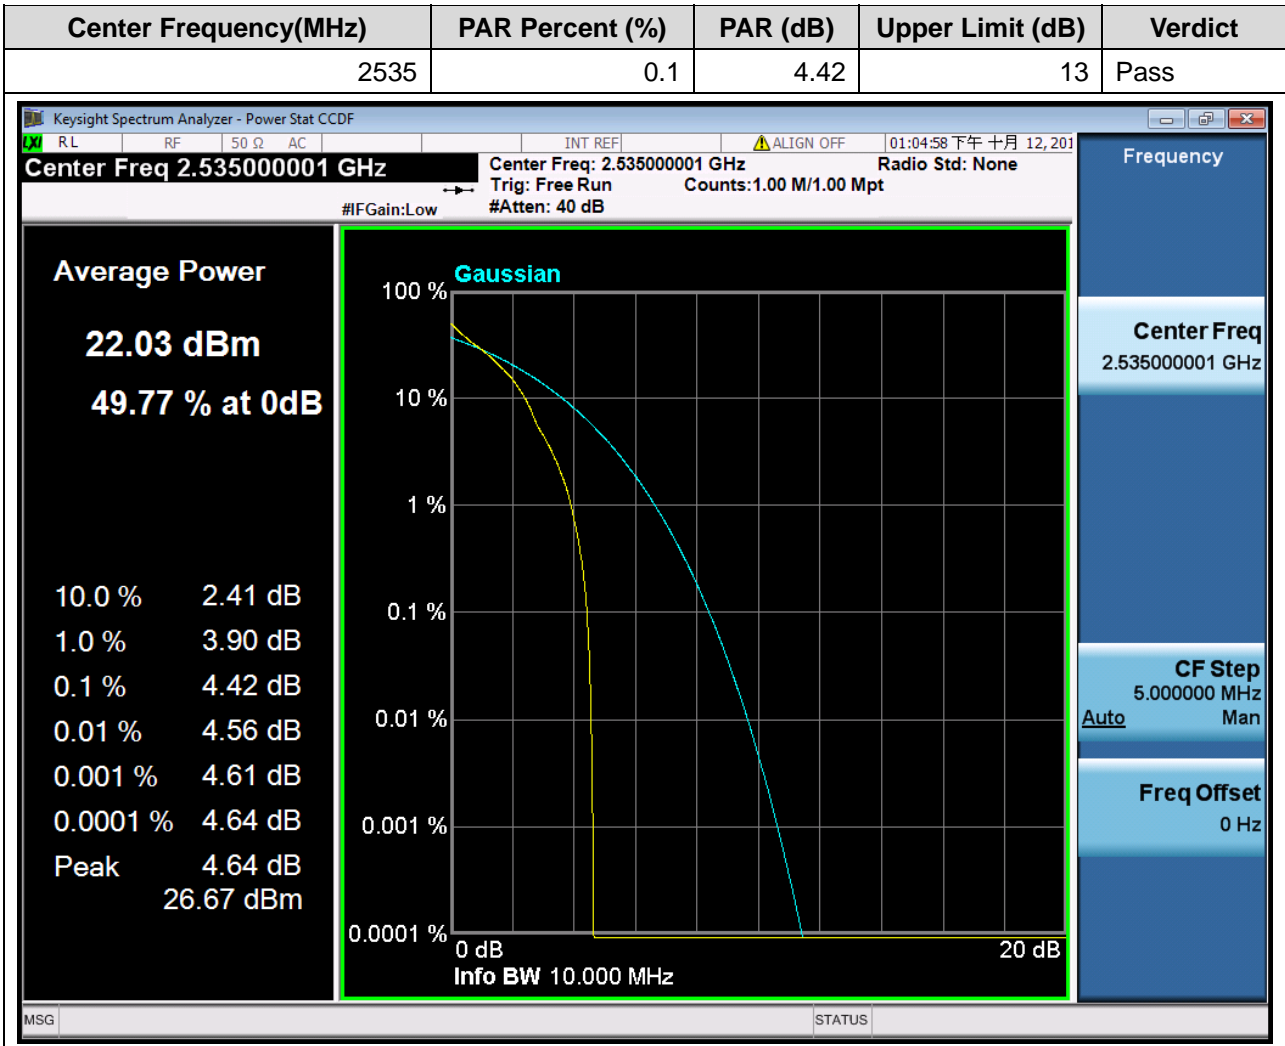 Center Frequency(MHz) PAR Percent (%) PAR (dB) Upper Limit (dB) Verdict
2535 0.1 4.42 13 Pass
Keysight Spectrum Analyzer - Power Stat CCDF
LXI RL RF 50 Ω AC INT REF ALIGN OFF 01:04:58 下午 十月 12, 201
Center Freq 2.535000001 GHz
Center Freq: 2.535000001 GHz Radio Std: None
Trig: Free Run Counts:1.00 M/1.00 Mpt
#IFGain:Low #Atten: 40 dB
Average Power
22.03 dBm
49.77 % at 0dB
10.0 % 2.41 dB
1.0 % 3.90 dB
0.1 % 4.42 dB
0.01 % 4.56 dB
0.001 % 4.61 dB
0.0001 % 4.64 dB
Peak 4.64 dB
26.67 dBm
Gaussian
100 %
10 %
1 %
0.1 %
0.01 %
0.001 %
0.0001 %
0 dB 20 dB
Info BW 10.000 MHz
Frequency
Center Freq
2.535000001 GHz
CF Step
5.000000 MHz
Auto Man
Freq Offset
0 Hz
MSG STATUS